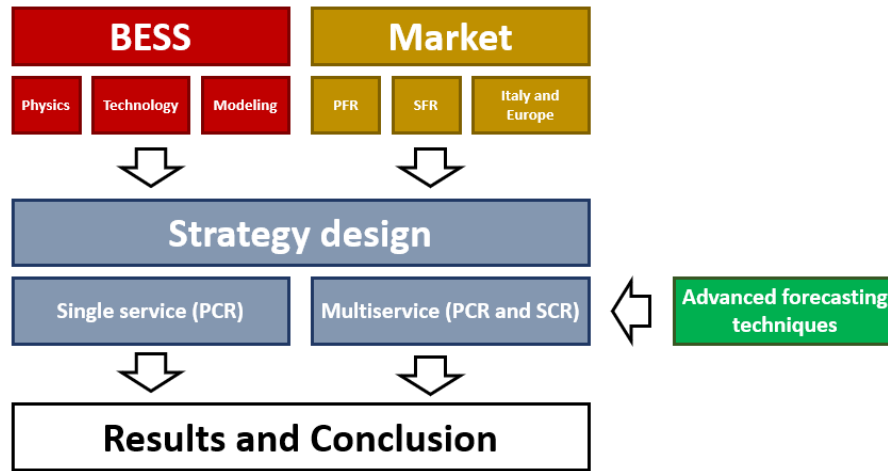 BESS
Market
Physics
Technology
Modeling
PFR
SFR
Italy and
Europe
Strategy design
Single service (PCR)
Multiservice (PCR and SCR)
Advanced forecasting
techniques
Results and Conclusion